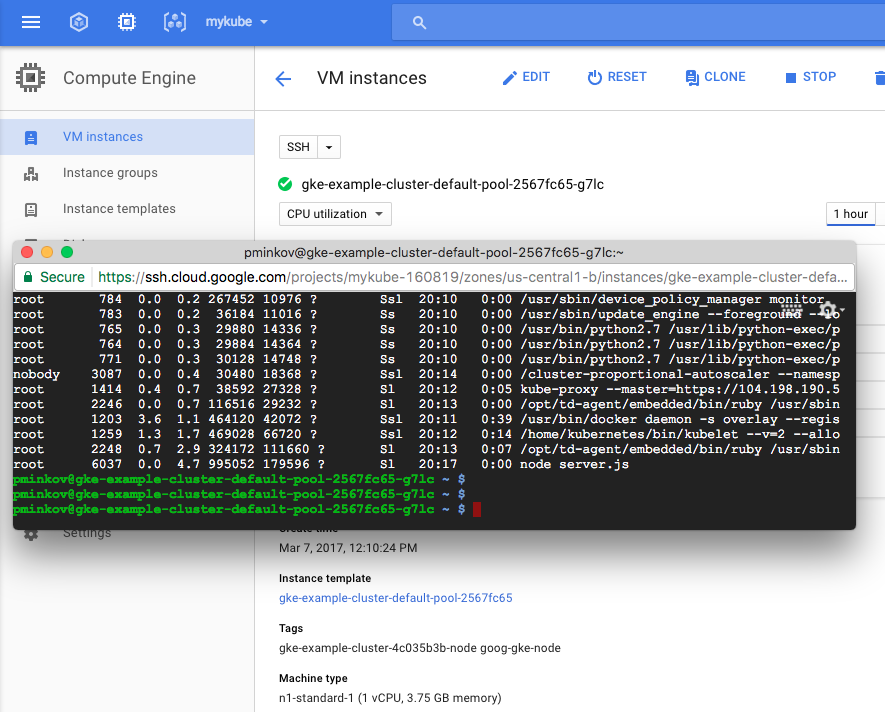 mykube
Compute Engine
VM instances
EDIT
RESET
CLONE
STOP
VM instances
Instance groups
Instance templates
SSH
gke-example-cluster-default-pool-2567fc65-g7lc
CPU utilization
1 hour
pminkov@gke-example-cluster-default-pool-2567fc65-g7lc:~
Secure https://ssh.cloud.google.com/projects/mykube-160819/zones/us-central1-b/instances/gke-example-cluster-defa...
root 784 0.0 0.2 267452 10976 ? Ssl 20:10 0:00 /usr/sbin/device_policy_manager monitor
root 783 0.0 0.2 36184 11016 ? Ss 20:10 0:00 /usr/sbin/update_engine --foreground --lo
root 765 0.0 0.3 29880 14336 ? Ss 20:10 0:00 /usr/bin/python2.7 /usr/lib/python-exec/p
root 764 0.0 0.3 29884 14364 ? Ss 20:10 0:00 /usr/bin/python2.7 /usr/lib/python-exec/p
root 771 0.0 0.3 30128 14748 ? Ss 20:10 0:00 /usr/bin/python2.7 /usr/lib/python-exec/p
nobody 3087 0.0 0.4 30480 18368 ? Ssl 20:14 0:00 /cluster-proportional-autoscaler --namesp
root 1414 0.4 0.7 38592 27328 ? Sl 20:12 0:05 kube-proxy --master=https://104.198.190.5
root 2246 0.0 0.7 116516 29232 ? Sl 20:13 0:00 /opt/td-agent/embedded/bin/ruby /usr/sbin
root 1203 3.6 1.1 464120 42072 ? Ssl 20:11 0:39 /usr/bin/docker daemon -s overlay --regis
root 1259 1.3 1.7 469028 66720 ? Ssl 20:12 0:14 /home/kubernetes/bin/kubelet --v=2 --allo
root 2248 0.7 2.9 324172 111660 ? Sl 20:13 0:07 /opt/td-agent/embedded/bin/ruby /usr/sbin
root 6037 0.0 4.7 995052 179596 ? Sl 20:17 0:00 node server.js
pminkov@gke-example-cluster-default-pool-2567fc65-g7lc ~ $
pminkov@gke-example-cluster-default-pool-2567fc65-g7lc ~ $
pminkov@gke-example-cluster-default-pool-2567fc65-g7lc ~ $
Settings
Create time
Mar 7, 2017, 12:10:24 PM
Instance template
gke-example-cluster-default-pool-2567fc65
Tags
gke-example-cluster-4c035b3b-node goog-gke-node
Machine type
n1-standard-1 (1 vCPU, 3.75 GB memory)